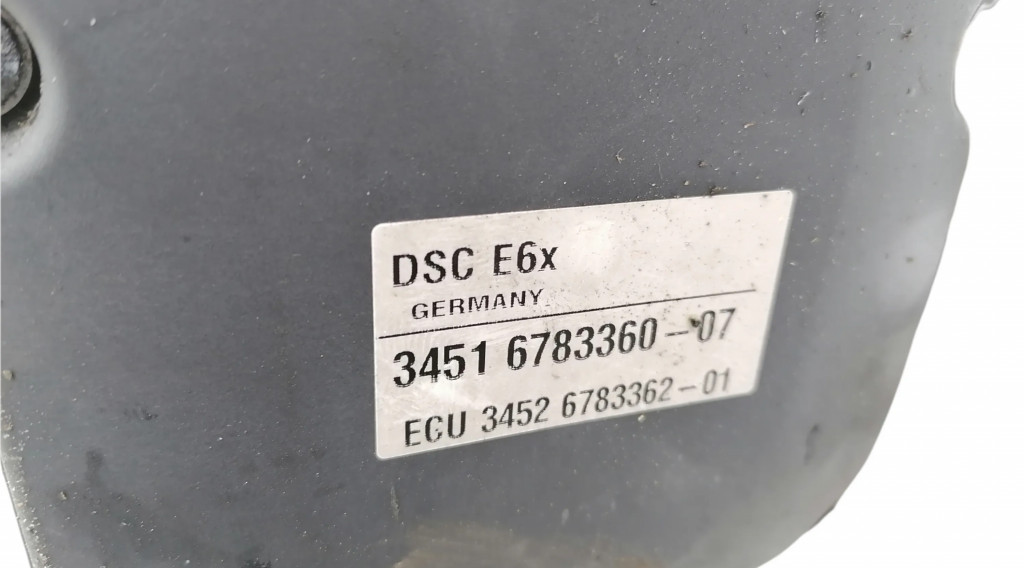 DSC E6x
GERMANY
3451 6783360-07
ECU 3452 6783362-01